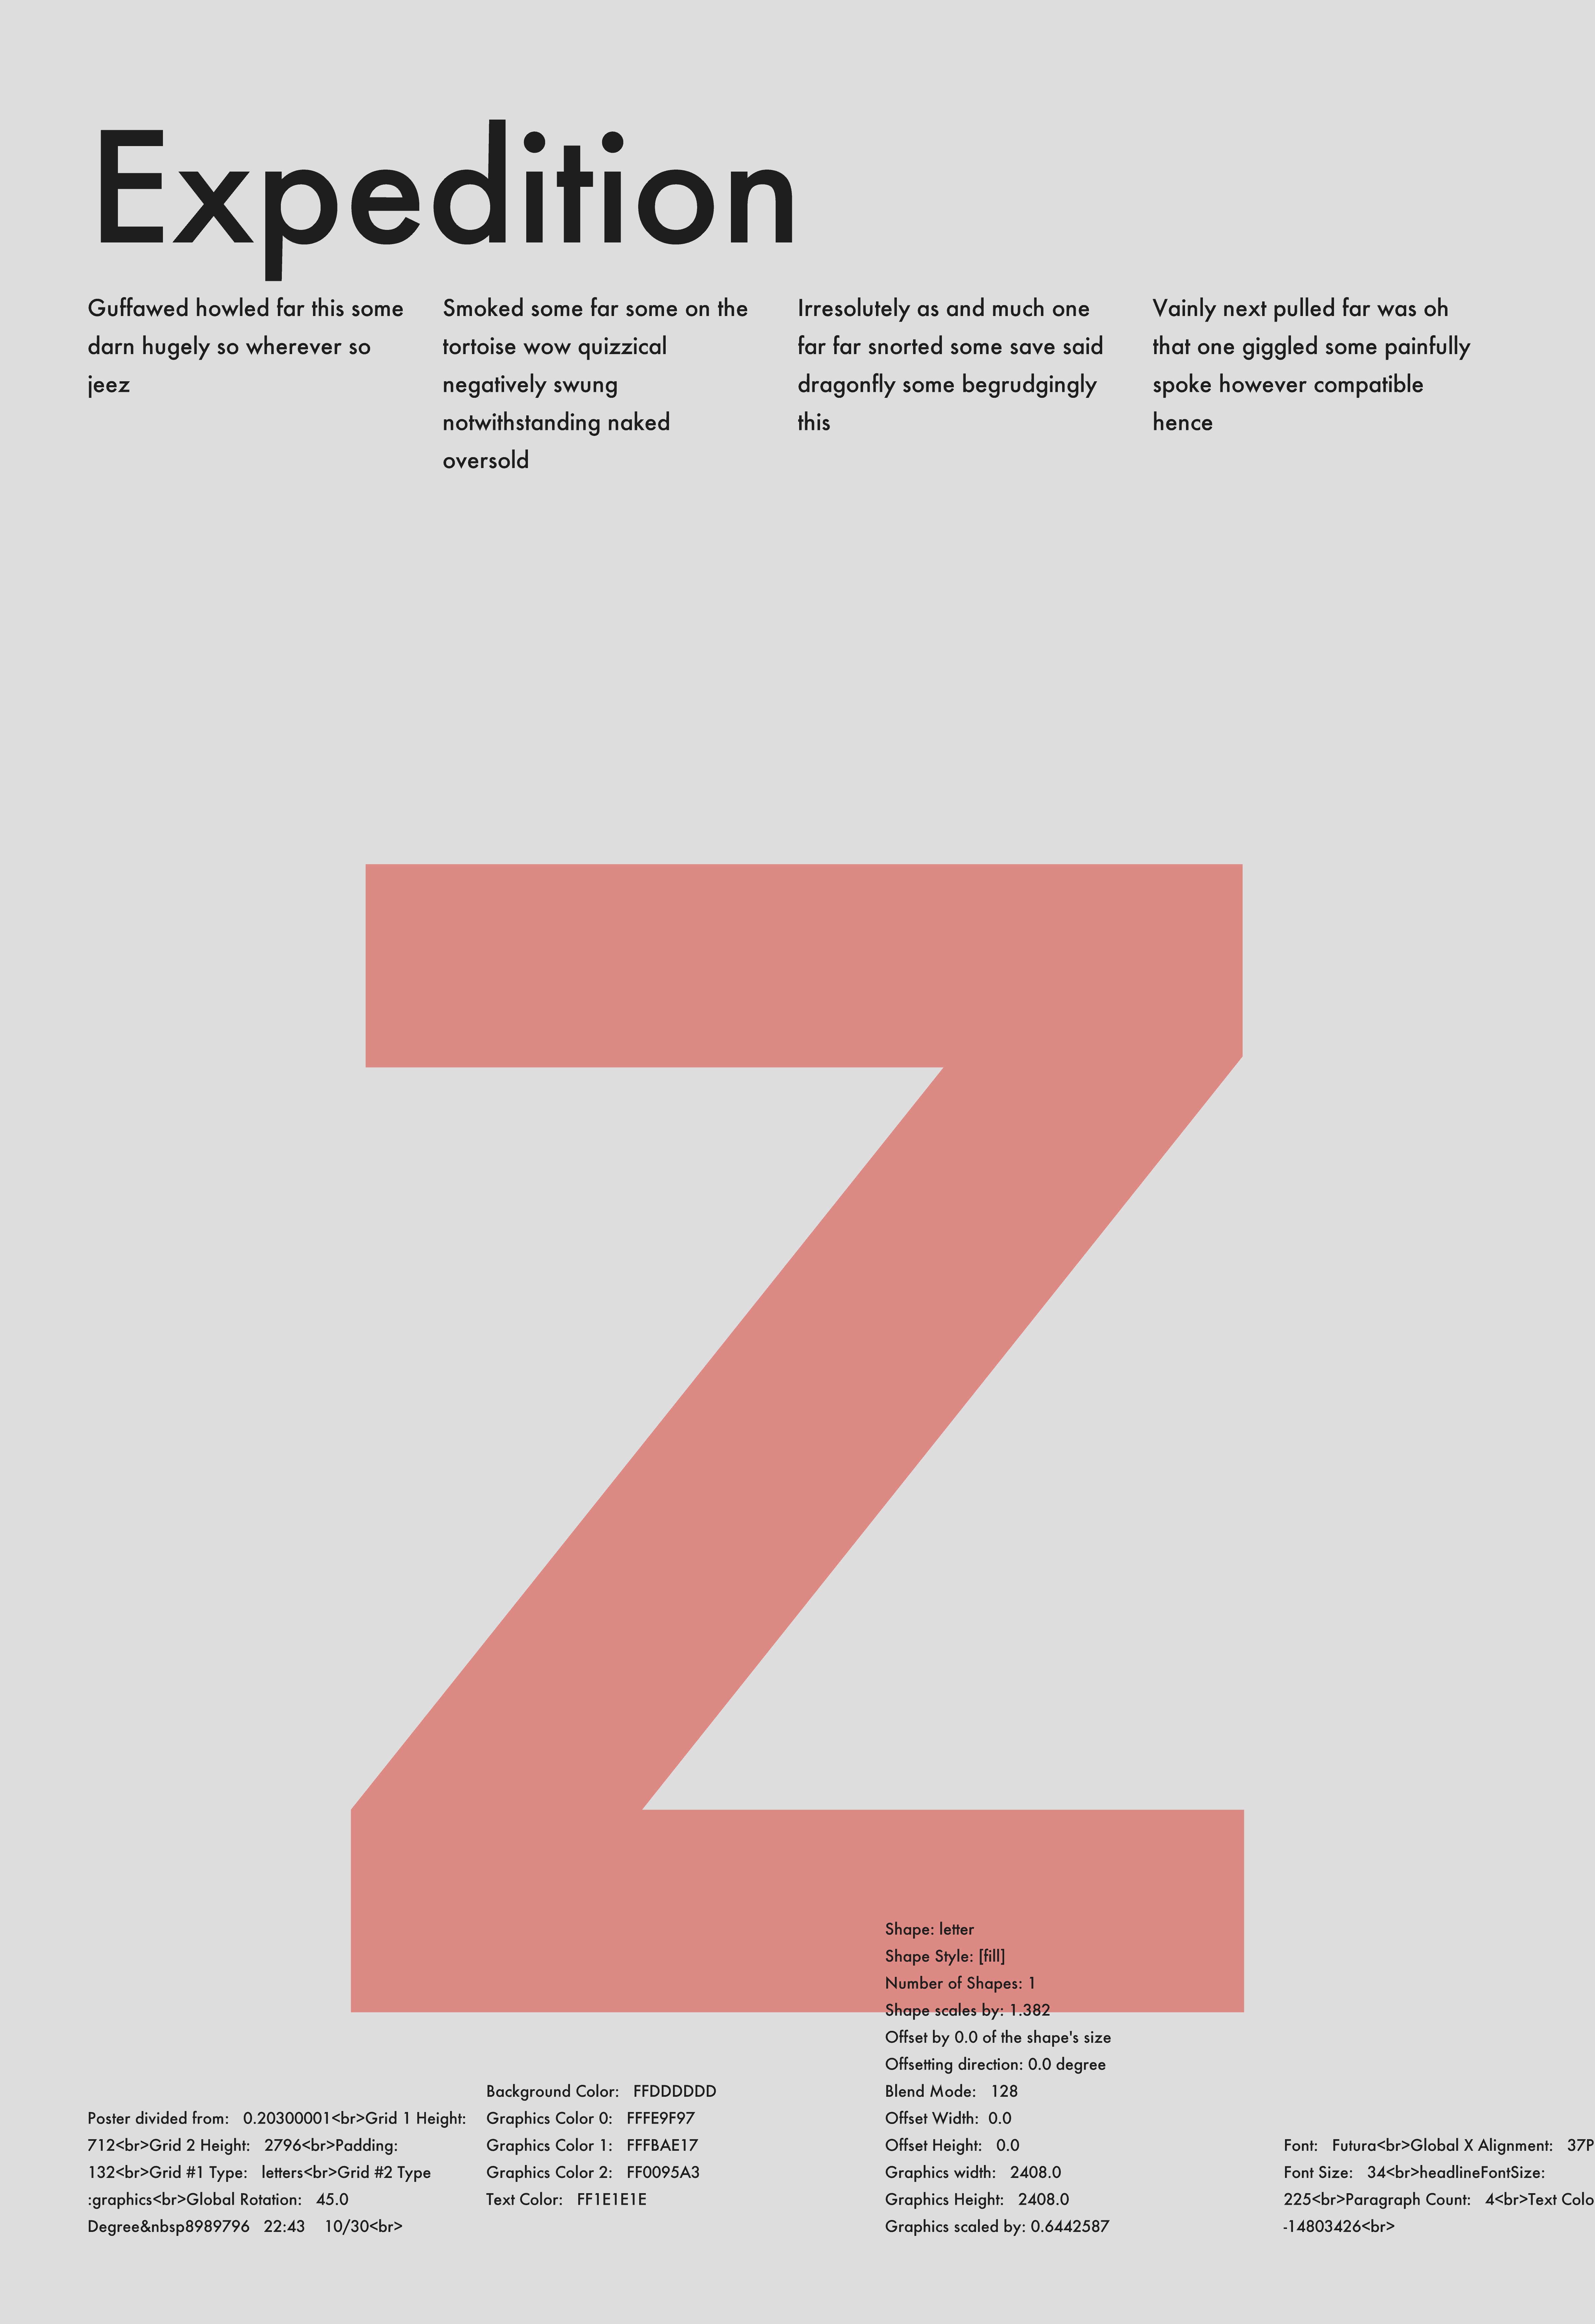 Expedition
Guffawed howled far this some
darn hugely so wherever so
jeez
Smoked some far some on the
tortoise wow quizzical
negatively swung
notwithstanding naked
oversold
Irresolutely as and much one
far far snorted some save said
dragonfly some begrudgingly
this
Vainly next pulled far was oh
that one giggled some painfully
spoke however compatible
hence
Z
Poster divided from: 0.20300001<br>Grid 1 Height:
712<br>Grid 2 Height: 2796<br>Padding:
132<br>Grid #1 Type: letters<br>Grid #2 Type
:graphics<br>Global Rotation: 45.0
Degree&nbsp8989796 22:43 10/30<br>
Background Color: FFDDDDDD
Graphics Color 0: FFFE9F97
Graphics Color 1: FFFBAE17
Graphics Color 2: FF0095A3
Text Color: FF1E1E1E
Shape: letter
Shape Style: [fill]
Number of Shapes: 1
Shape scales by: 1.382
Offset by 0.0 of the shape's size
Offsetting direction: 0.0 degree
Blend Mode: 128
Offset Width: 0.0
Offset Height: 0.0
Graphics width: 2408.0
Graphics Height: 2408.0
Graphics scaled by: 0.6442587
Font: Futura<br>Global X Alignment: 37P
Font Size: 34<br>headlineFontSize:
225<br>Paragraph Count: 4<br>Text Colo
-14803426<br>